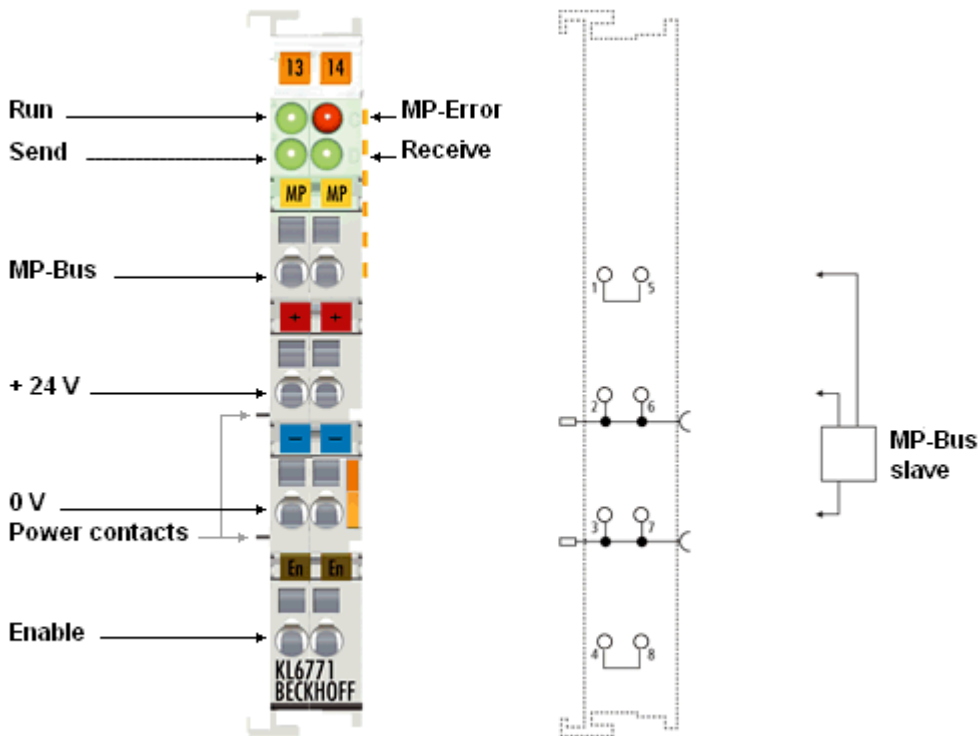 13 14
Run
MP-Error
C
Send
Receive
D
MP MP
MP-Bus
1 5
+ +
+ 24 V
2 6
- -
MP-Bus
slave
0 V
3 7
Power contacts
En En
Enable
4 8
KL6771
BECKHOFF